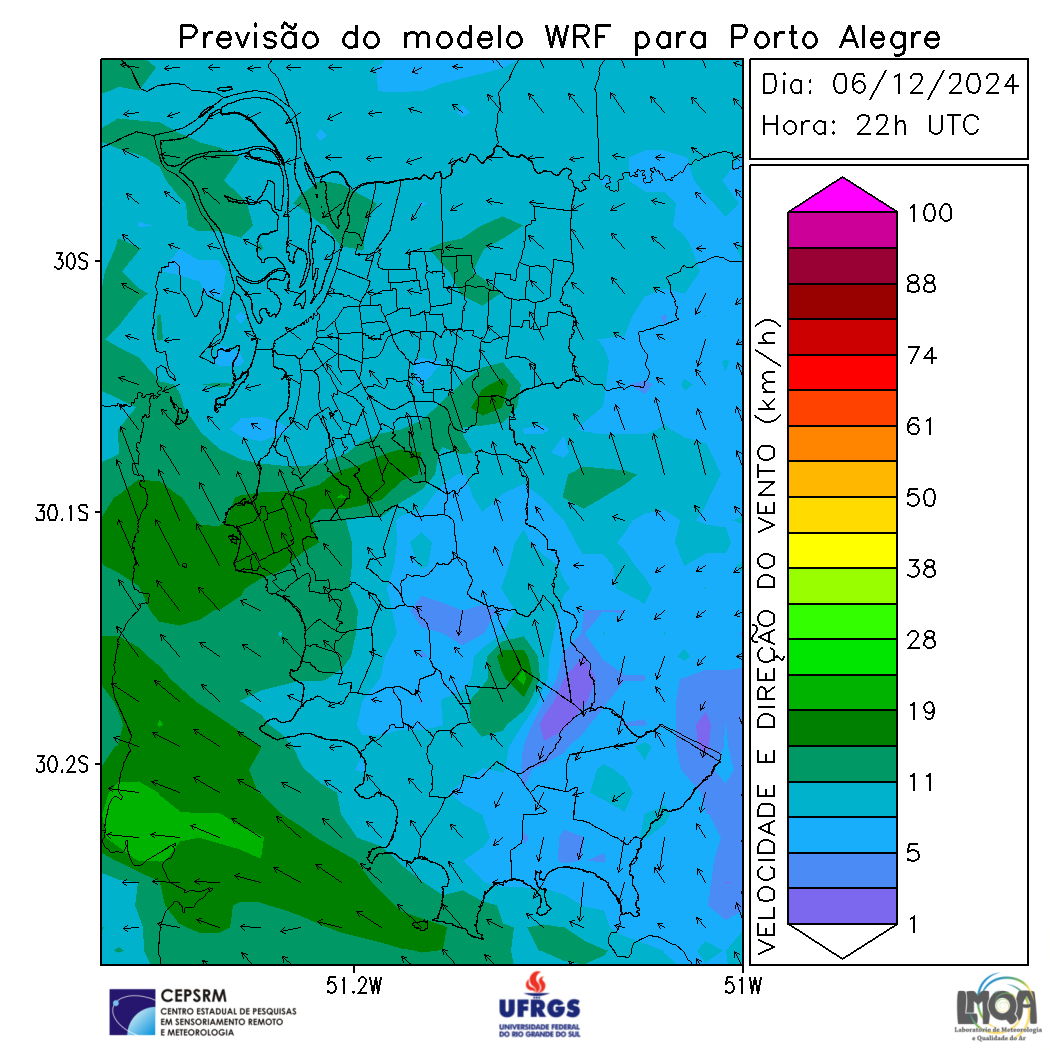 Previsão do modelo WRF para Porto Alegre
Dia: 06/12/2024
Hora: 22h UTC
30S
30.1S
30.2S
51.2W
51W
VELOCIDADE E DIREÇÃO DO VENTO (km/h)
100
88
74
61
50
38
28
19
11
5
1
CEPSRM
CENTRO ESTADUAL DE PESQUISAS
EM SENSORIAMENTO REMOTO
E METEOROLOGIA
UFRGS
UNIVERSIDADE FEDERAL
DO RIO GRANDE DO SUL
LMQA
Laboratório de Meteorologia
e Qualidade do Ar